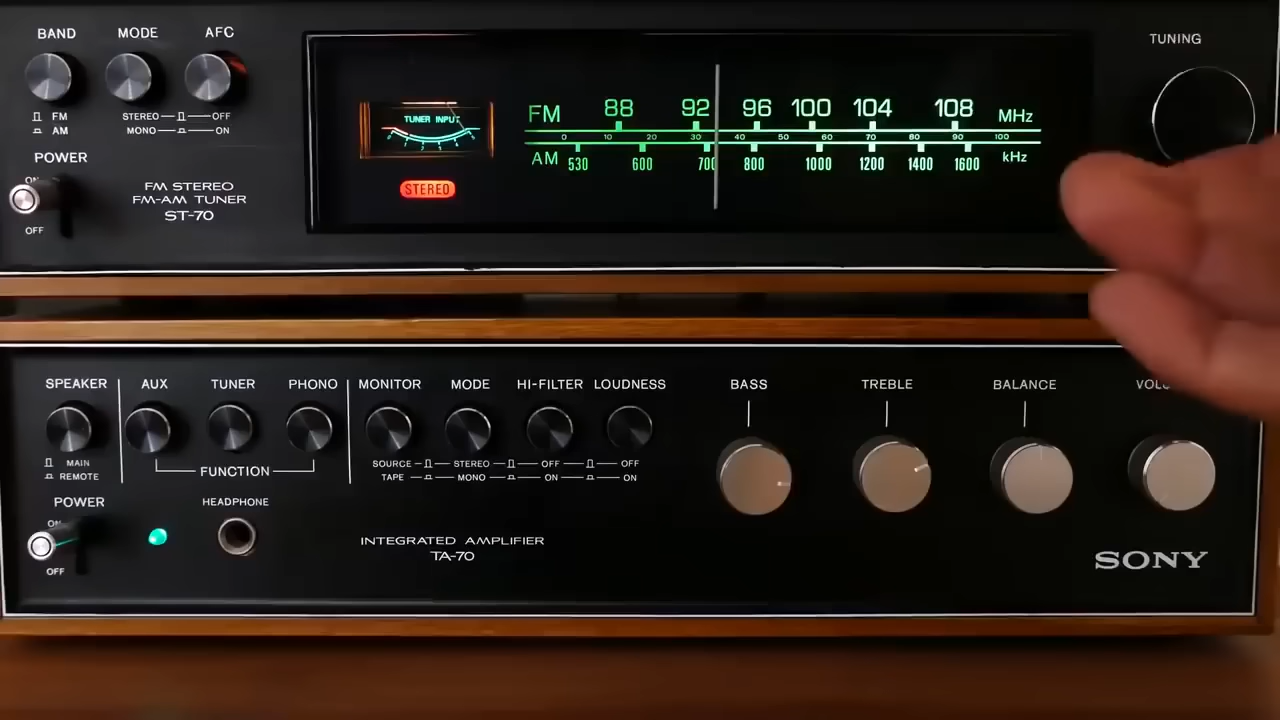 BAND MODE AFC
TUNING
FM
AM
STEREO OFF
MONO ON
POWER
ON
OFF
FM STEREO
FM-AM TUNER
ST-70
TUNER INPUT
STEREO
FM 88 92 96 100 104 108 MHz
0 10 20 30 40 50 60 70 80 90 100
AM 530 600 700 800 1000 1200 1400 1600 kHz
SPEAKER AUX TUNER PHONO MONITOR MODE HI-FILTER LOUDNESS BASS TREBLE BALANCE
MAIN
REMOTE
FUNCTION
SOURCE STEREO OFF OFF
TAPE MONO ON ON
POWER
ON
OFF
HEADPHONE
INTEGRATED AMPLIFIER
TA-70
SONY